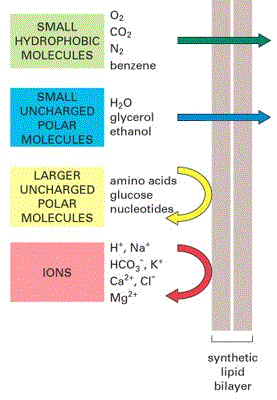 SMALL
HYDROPHOBIC
MOLECULES
O₂
CO₂
N₂
benzene
SMALL
UNCHARGED
POLAR
MOLECULES
H₂O
glycerol
ethanol
LARGER
UNCHARGED
POLAR
MOLECULES
amino acids
glucose
nucleotides
IONS
H⁺, Na⁺
HCO₃⁻, K⁺
Ca²⁺, Cl⁻
Mg²⁺
synthetic
lipid
bilayer